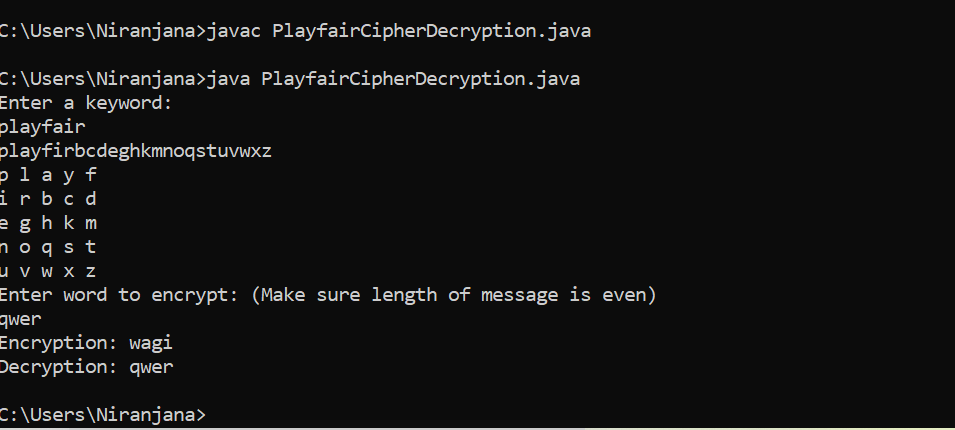 C:\Users\Niranjana>javac PlayfairCipherDecryption.java
C:\Users\Niranjana>java PlayfairCipherDecryption.java
Enter a keyword:
playfair
playfirbcdeghkmnoqstuvwxz
p l a y f
i r b c d
e g h k m
n o q s t
u v w x z
Enter word to encrypt: (Make sure length of message is even)
qwer
Encryption: wagi
Decryption: qwer
C:\Users\Niranjana>